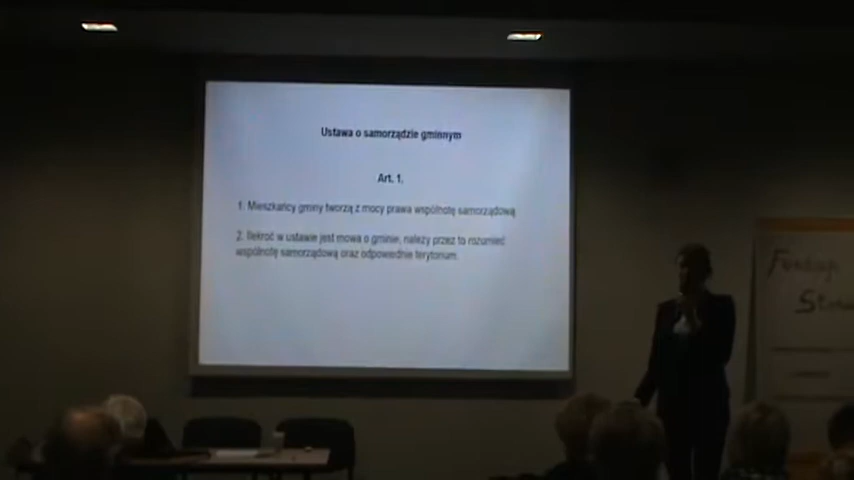 Ustawa o samorządzie gminnym
Art. 1.
1. Mieszkańcy gminy tworzą z mocy prawa wspólnotę samorządową
2. Ilekroć w ustawie jest mowa o gminie, należy przez to rozumieć
wspólnotę samorządową oraz odpowiednie terytorium.